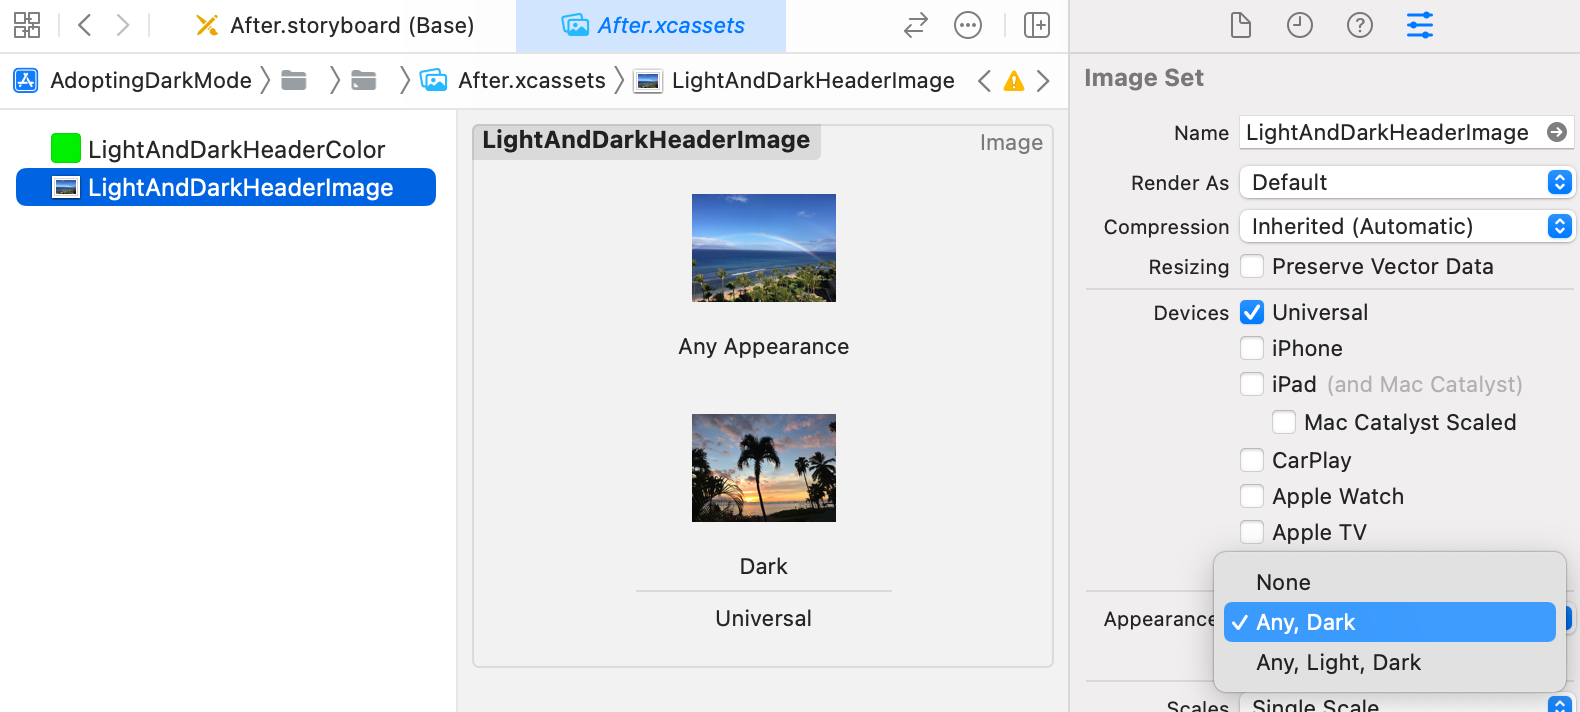 After.storyboard (Base)
After.xcassets
AdoptingDarkMode
After.xcassets
LightAndDarkHeaderImage
LightAndDarkHeaderColor
LightAndDarkHeaderImage
LightAndDarkHeaderImage
Image
Any Appearance
Dark
Universal
Image Set
Name LightAndDarkHeaderImage
Render As Default
Compression Inherited (Automatic)
Resizing Preserve Vector Data
Devices Universal
iPhone
iPad (and Mac Catalyst)
Mac Catalyst Scaled
CarPlay
Apple Watch
Apple TV
None
Appearance Any, Dark
Any, Light, Dark
Scales Single Scale